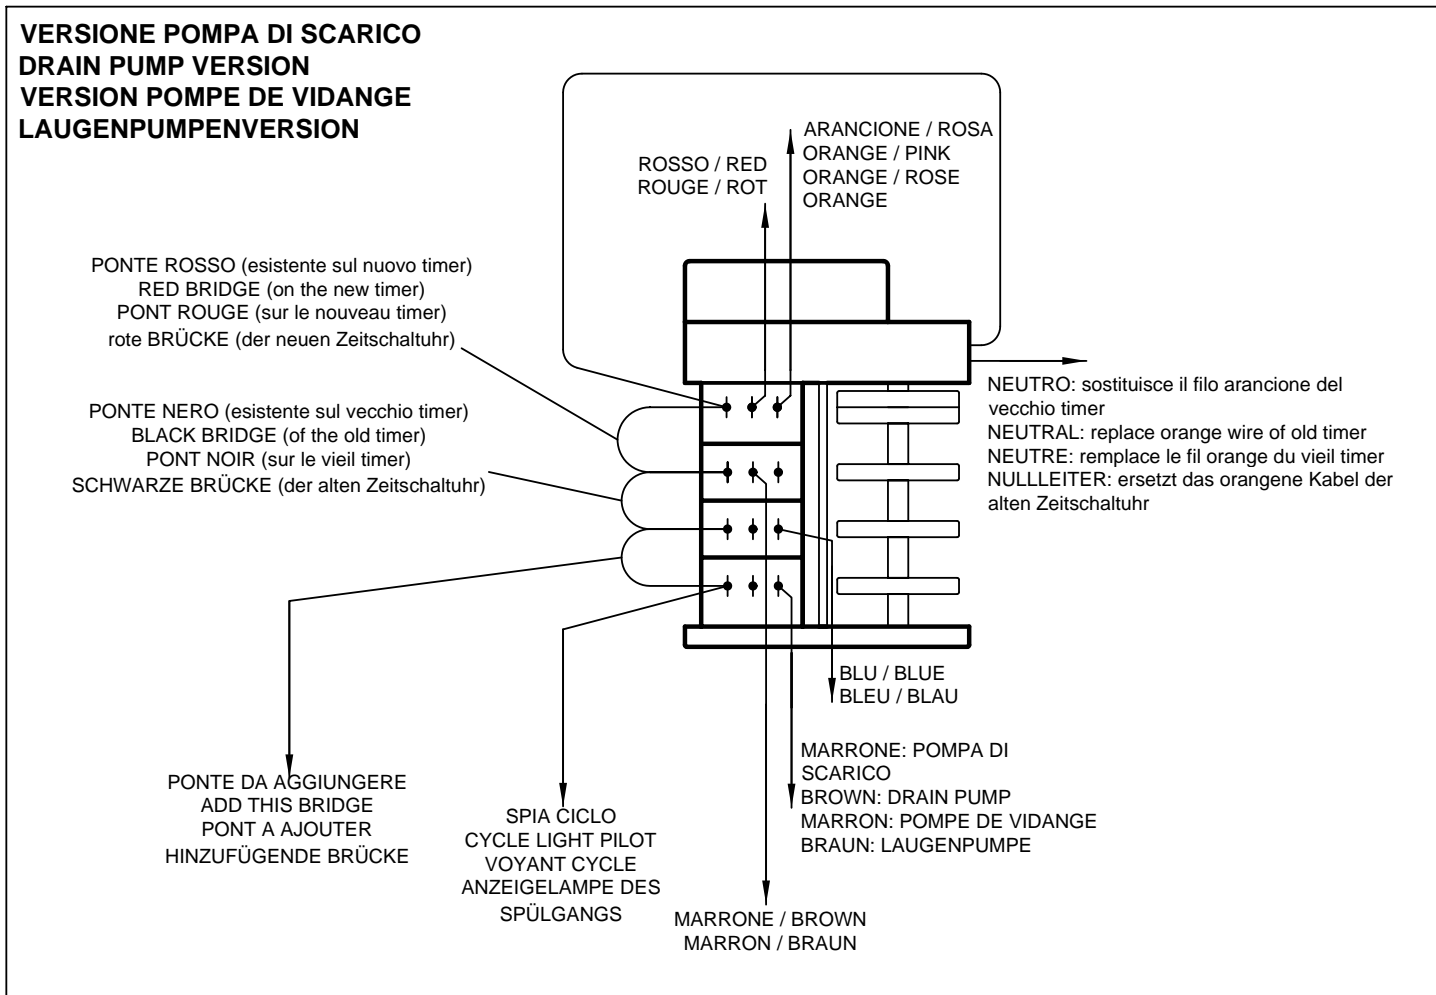 VERSIONE POMPA DI SCARICO
DRAIN PUMP VERSION
VERSION POMPE DE VIDANGE
LAUGENPUMPENVERSION
ROSSO / RED
ROUGE / ROT
ARANCIONE / ROSA
ORANGE / PINK
ORANGE / ROSE
ORANGE
PONTE ROSSO (esistente sul nuovo timer)
RED BRIDGE (on the new timer)
PONT ROUGE (sur le nouveau timer)
rote BRÜCKE (der neuen Zeitschaltuhr)
PONTE NERO (esistente sul vecchio timer)
BLACK BRIDGE (of the old timer)
PONT NOIR (sur le vieil timer)
SCHWARZE BRÜCKE (der alten Zeitschaltuhr)
NEUTRO: sostituisce il filo arancione del
vecchio timer
NEUTRAL: replace orange wire of old timer
NEUTRE: remplace le fil orange du vieil timer
NULLLEITER: ersetzt das orangene Kabel der
alten Zeitschaltuhr
BLU / BLUE
BLEU / BLAU
MARRONE: POMPA DI
SCARICO
BROWN: DRAIN PUMP
MARRON: POMPE DE VIDANGE
BRAUN: LAUGENPUMPE
PONTE DA AGGIUNGERE
ADD THIS BRIDGE
PONT A AJOUTER
HINZUFÜGENDE BRÜCKE
SPIA CICLO
CYCLE LIGHT PILOT
VOYANT CYCLE
ANZEIGELAMPE DES
SPÜLGANGS
MARRONE / BROWN
MARRON / BRAUN